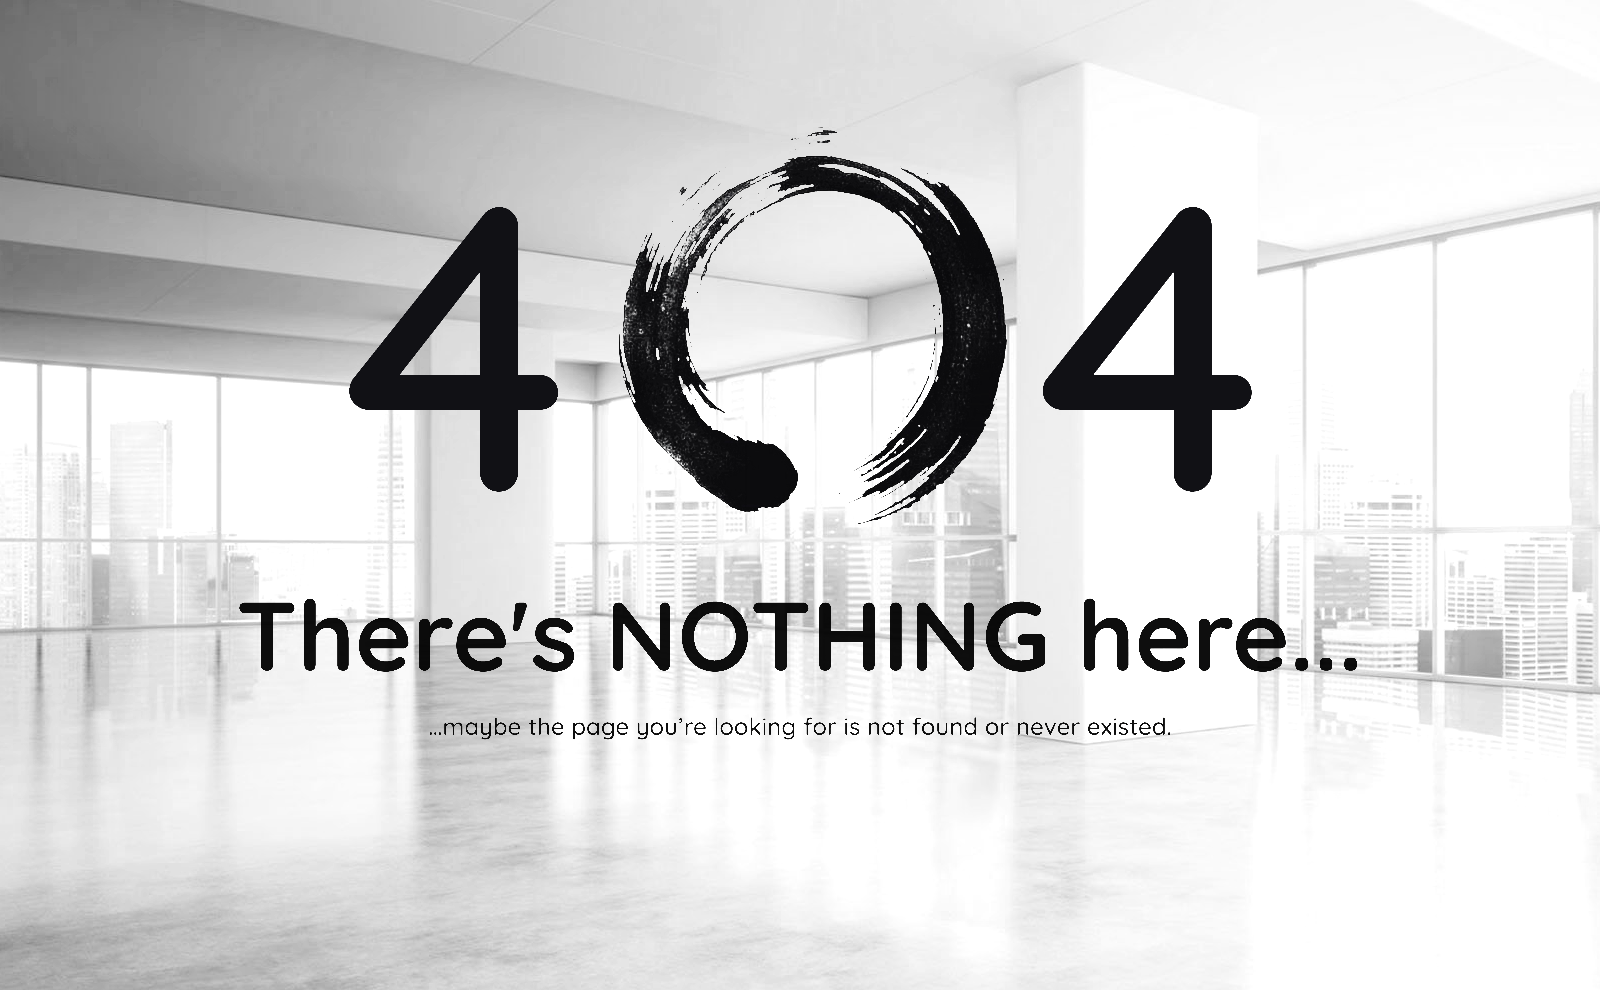 404
There's NOTHING here...
...maybe the page you’re looking for is not found or never existed.